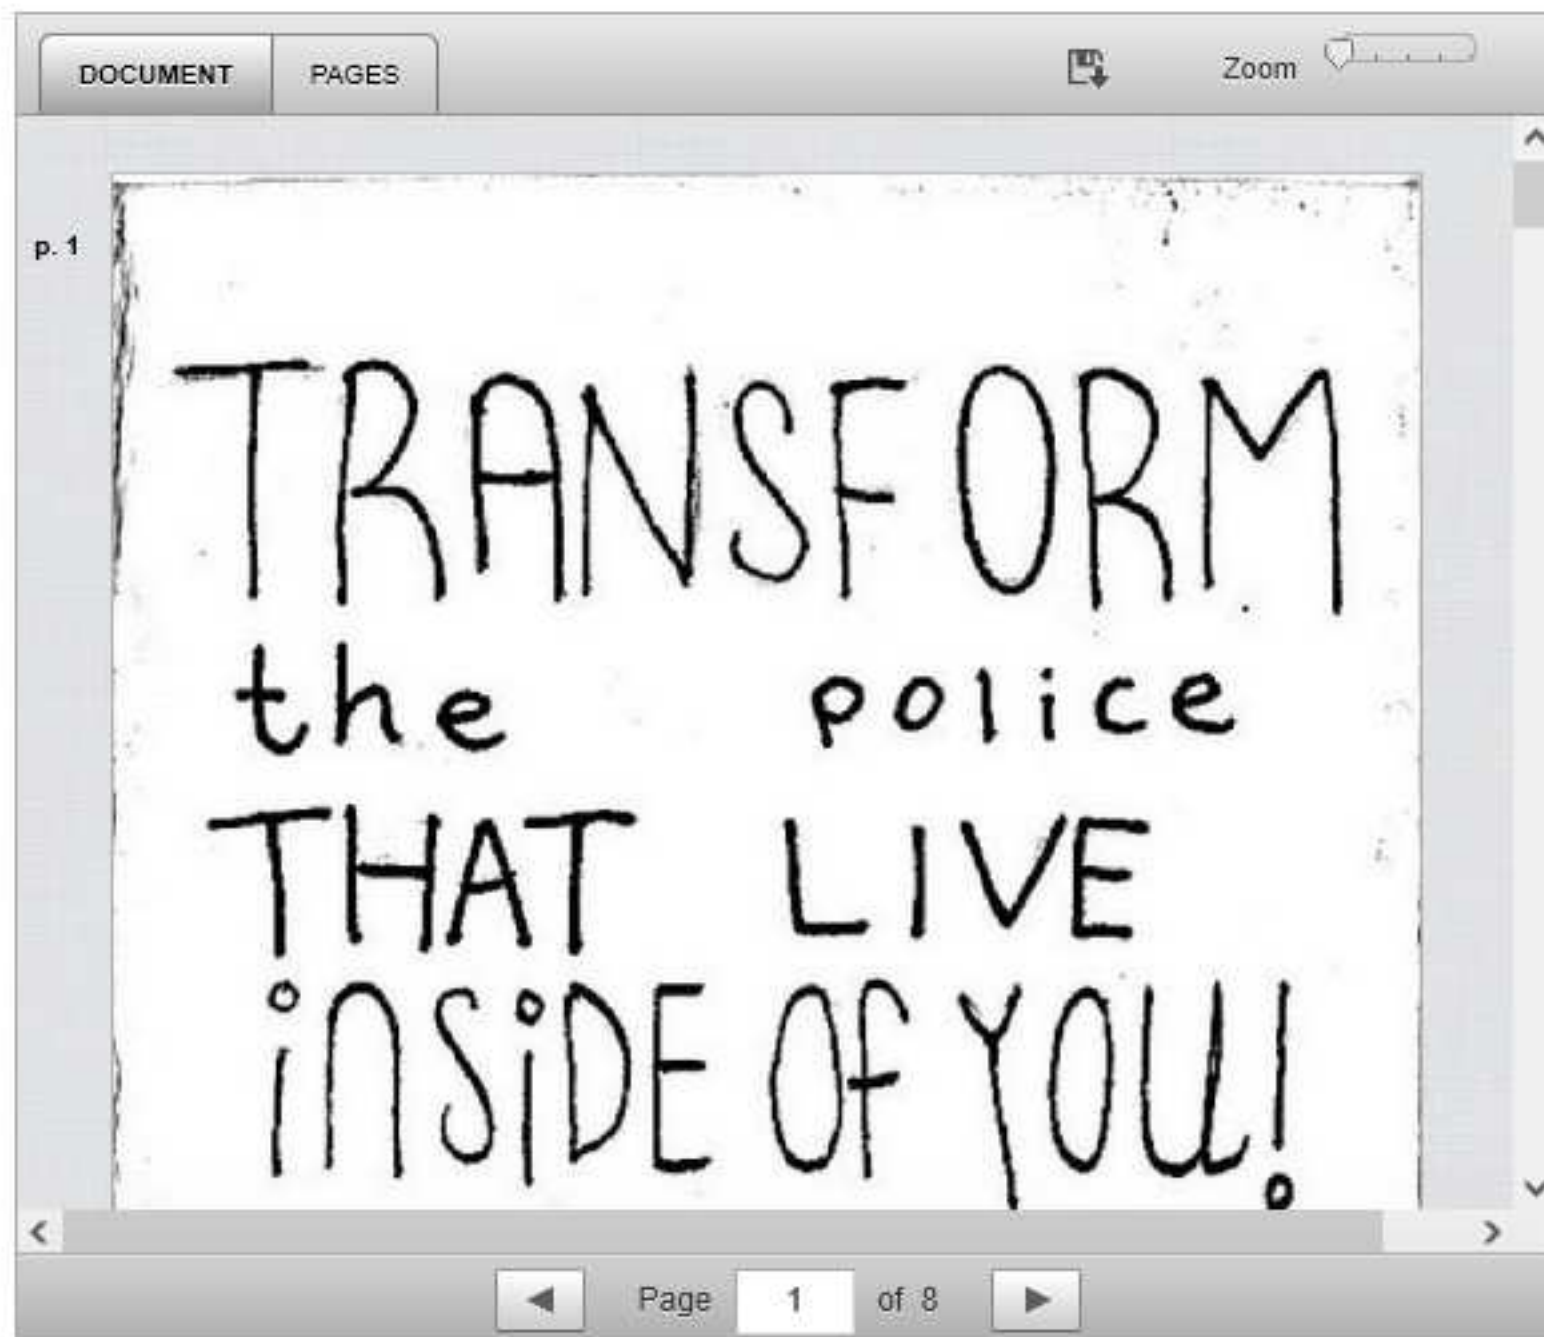 DOCUMENT PAGES Zoom
p. 1
TRANSFORM
the police
THAT LIVE
inSiDE OF YOU!
Page 1 of 8